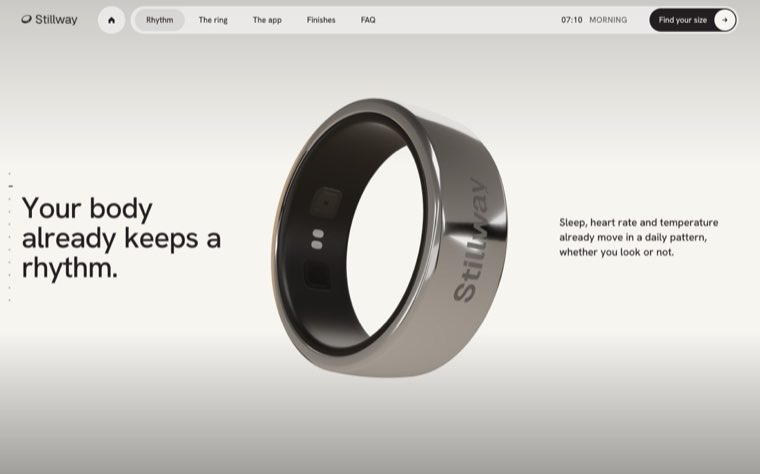 Stillway
Rhythm
The ring
The app
Finishes
FAQ
07:10 MORNING
Find your size
Your body
already keeps a
rhythm.
Stillway
Sleep, heart rate and temperature
already move in a daily pattern,
whether you look or not.